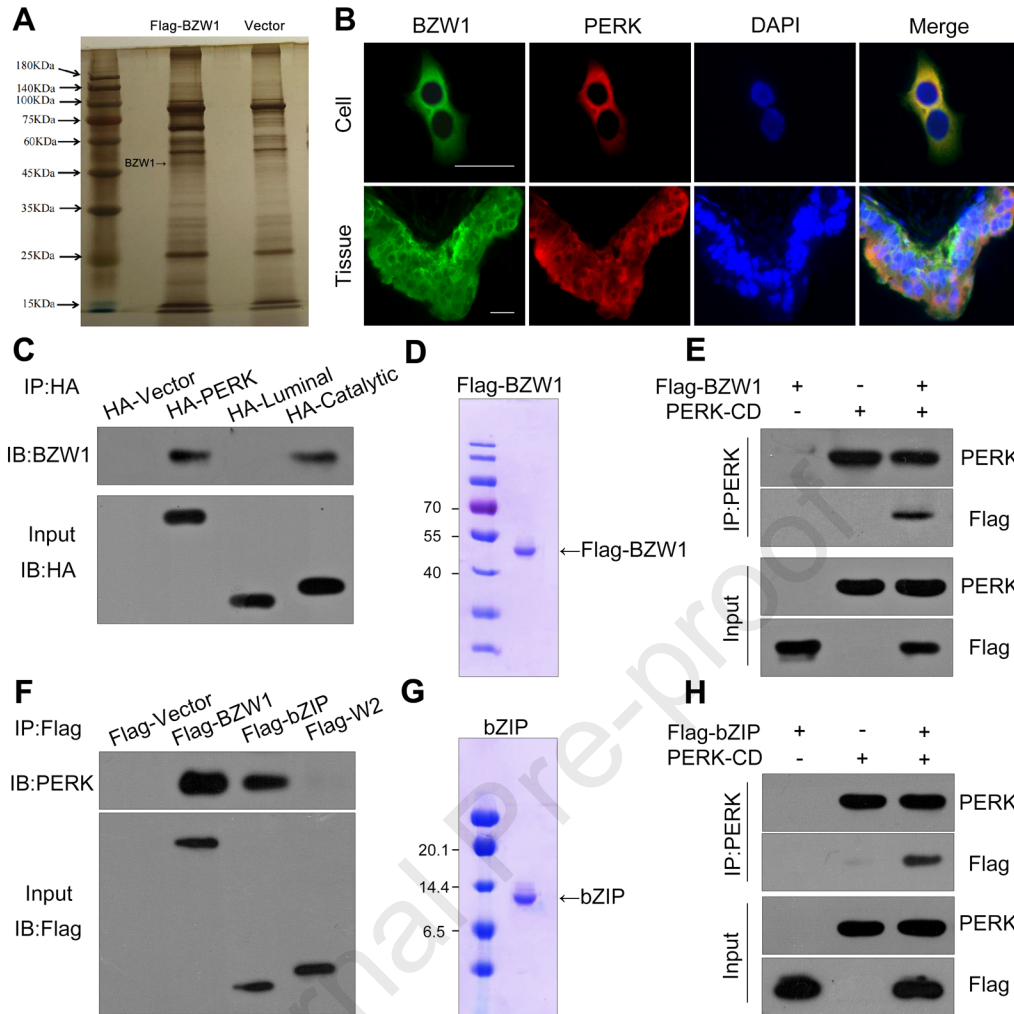 A
Flag-BZW1 Vector
180KDa
140KDa
100KDa
75KDa
60KDa
BZW1→
45KDa
35KDa
25KDa
15KDa
B
BZW1 PERK DAPI Merge
Cell
Tissue
C
IP:HA
HA-Vector
HA-PERK
HA-Luminal
HA-Catalytic
IB:BZW1
Input
IB:HA
D
Flag-BZW1
70
55
40
←Flag-BZW1
E
Flag-BZW1 + - +
PERK-CD - + +
IP:PERK
PERK
Flag
Input
PERK
Flag
F
IP:Flag
Flag-Vector
Flag-BZW1
Flag-bZIP
Flag-W2
IB:PERK
Input
IB:Flag
G
bZIP
20.1
14.4
6.5
←bZIP
H
Flag-bZIP + - +
PERK-CD - + +
IP:PERK
PERK
Flag
Input
PERK
Flag
rnal Pre-proof